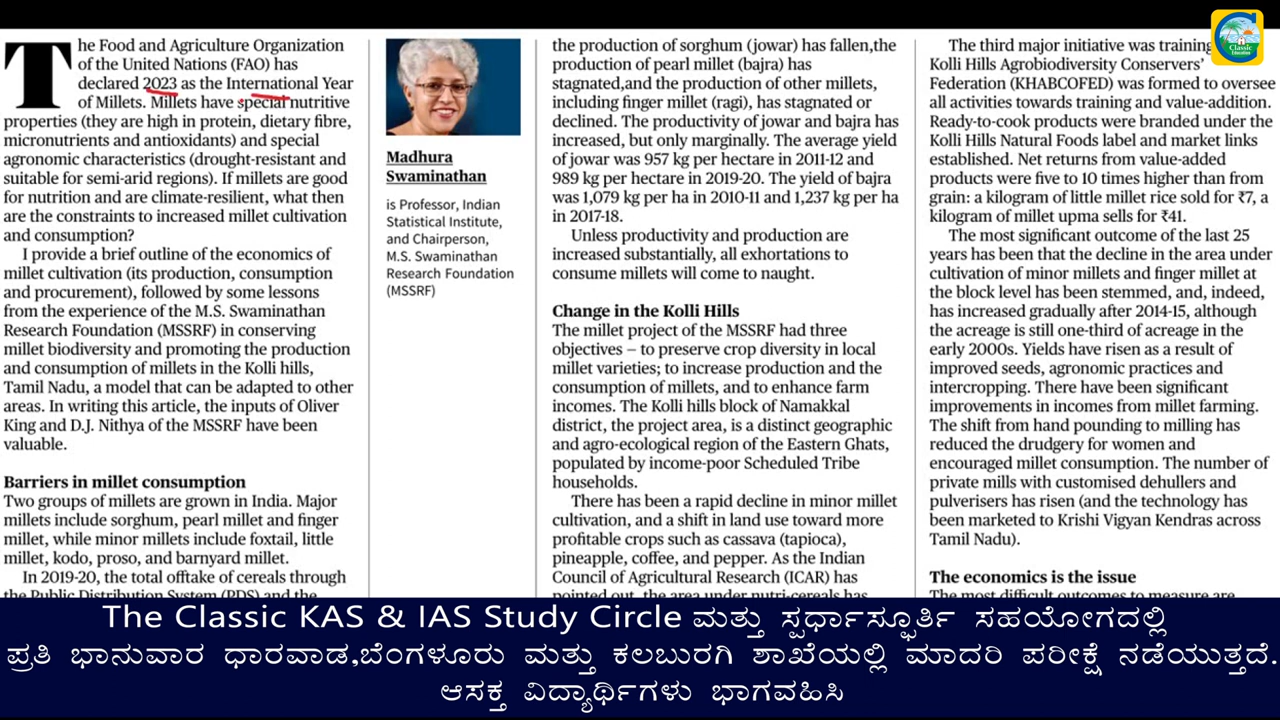 The Food and Agriculture Organization
of the United Nations (FAO) has
declared 2023 as the International Year
of Millets. Millets have special nutritive
properties (they are high in protein, dietary fibre,
micronutrients and antioxidants) and special
agronomic characteristics (drought-resistant and
suitable for semi-arid regions). If millets are good
for nutrition and are climate-resilient, what then
are the constraints to increased millet cultivation
and consumption?
I provide a brief outline of the economics of
millet cultivation (its production, consumption
and procurement), followed by some lessons
from the experience of the M.S. Swaminathan
Research Foundation (MSSRF) in conserving
millet biodiversity and promoting the production
and consumption of millets in the Kolli hills,
Tamil Nadu, a model that can be adapted to other
areas. In writing this article, the inputs of Oliver
King and D.J. Nithya of the MSSRF have been
valuable.
Barriers in millet consumption
Two groups of millets are grown in India. Major
millets include sorghum, pearl millet and finger
millet, while minor millets include foxtail, little
millet, kodo, proso, and barnyard millet.
In 2019-20, the total offtake of cereals through
the Public Distribution System (PDS) and the
Madhura
Swaminathan
is Professor, Indian
Statistical Institute,
and Chairperson,
M.S. Swaminathan
Research Foundation
(MSSRF)
the production of sorghum (jowar) has fallen,the
production of pearl millet (bajra) has
stagnated,and the production of other millets,
including finger millet (ragi), has stagnated or
declined. The productivity of jowar and bajra has
increased, but only marginally. The average yield
of jowar was 957 kg per hectare in 2011-12 and
989 kg per hectare in 2019-20. The yield of bajra
was 1,079 kg per ha in 2010-11 and 1,237 kg per ha
in 2017-18.
Unless productivity and production are
increased substantially, all exhortations to
consume millets will come to naught.
Change in the Kolli Hills
The millet project of the MSSRF had three
objectives – to preserve crop diversity in local
millet varieties; to increase production and the
consumption of millets, and to enhance farm
incomes. The Kolli hills block of Namakkal
district, the project area, is a distinct geographic
and agro-ecological region of the Eastern Ghats,
populated by income-poor Scheduled Tribe
households.
There has been a rapid decline in minor millet
cultivation, and a shift in land use toward more
profitable crops such as cassava (tapioca),
pineapple, coffee, and pepper. As the Indian
Council of Agricultural Research (ICAR) has
pointed out, the area under nutri-cereals has
The third major initiative was training
Kolli Hills Agrobiodiversity Conservers'
Federation (KHABCOFED) was formed to oversee
all activities towards training and value-addition.
Ready-to-cook products were branded under the
Kolli Hills Natural Foods label and market links
established. Net returns from value-added
products were five to 10 times higher than from
grain: a kilogram of little millet rice sold for ₹7, a
kilogram of millet upma sells for ₹41.
The most significant outcome of the last 25
years has been that the decline in the area under
cultivation of minor millets and finger millet at
the block level has been stemmed, and, indeed,
has increased gradually after 2014-15, although
the acreage is still one-third of acreage in the
early 2000s. Yields have risen as a result of
improved seeds, agronomic practices and
intercropping. There have been significant
improvements in incomes from millet farming.
The shift from hand pounding to milling has
reduced the drudgery for women and
encouraged millet consumption. The number of
private mills with customised dehullers and
pulverisers has risen (and the technology has
been marketed to Krishi Vigyan Kendras across
Tamil Nadu).
The economics is the issue
The most difficult outcomes to measure are
Classic
Education
The Classic KAS & IAS Study Circle ಮತ್ತು ಸ್ಪರ್ಧಾಸ್ಫೂರ್ತಿ ಸಹಯೋಗದಲ್ಲಿ
ಪ್ರತಿ ಭಾನುವಾರ ಧಾರವಾಡ,ಬೆಂಗಳೂರು ಮತ್ತು ಕಲಬುರಗಿ ಶಾಖೆಯಲ್ಲಿ ಮಾದರಿ ಪರೀಕ್ಷೆ ನಡೆಯುತ್ತದೆ.
ಆಸಕ್ತ ವಿದ್ಯಾರ್ಥಿಗಳು ಭಾಗವಹಿಸಿ